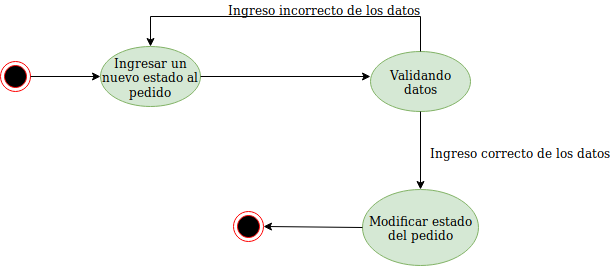 Ingreso incorrecto de los datos
Ingresar un
nuevo estado al
pedido
Validando
datos
Ingreso correcto de los datos
Modificar estado
del pedido